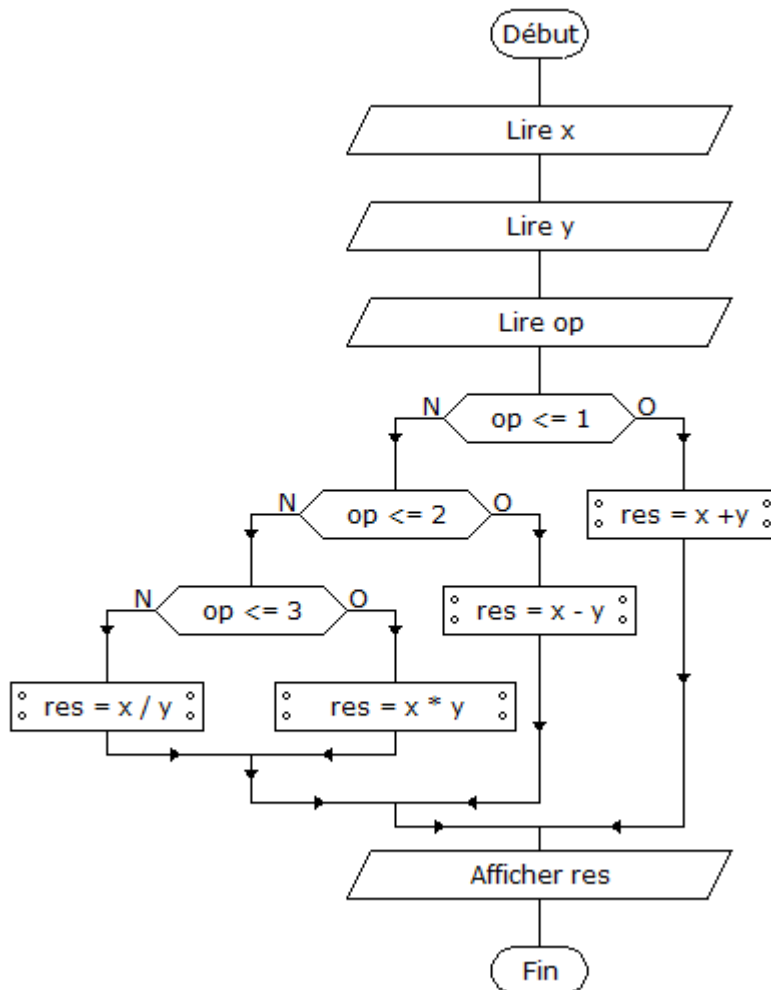 Début
Lire x
Lire y
Lire op
N op <= 1 O
N op <= 2 O
res = x +y
N op <= 3 O
res = x - y
res = x / y
res = x * y
Afficher res
Fin